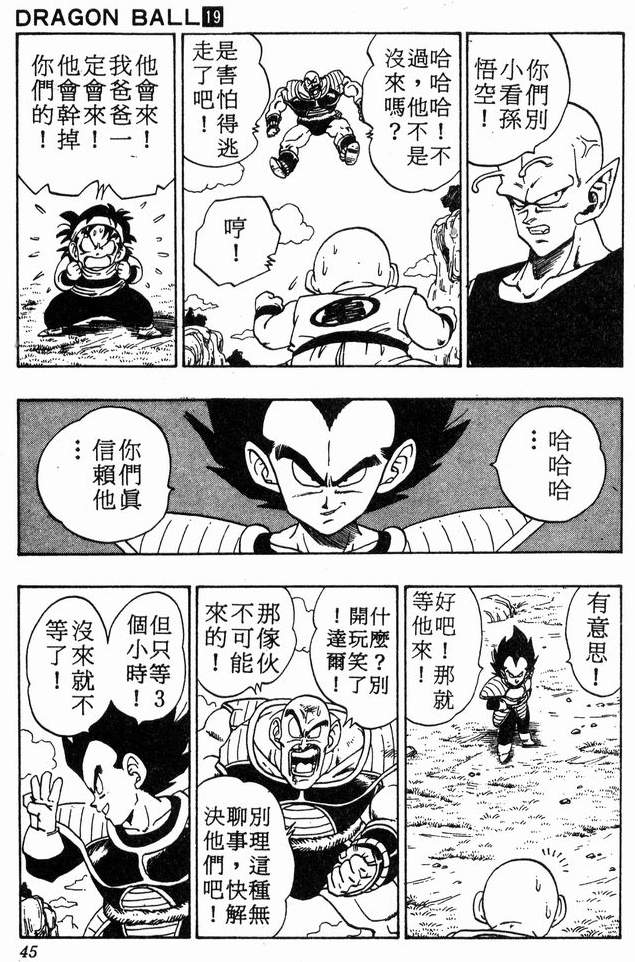 DRAGON BALL 19
你們別
小看孫
悟空！
哈哈哈！不
過，他不是
沒來嗎？
是害怕得逃
走了吧！
哼！
他會來！
我爸爸一
定會來！
他會幹掉
你們的！
哈哈哈
…
你們眞
信賴他
…
有意思！
好吧！那就
等他來！
什麼？別
開玩笑了
！達爾！
那傢伙
不可能
來的！
別理這種無
聊事，快解
決他們吧！
但只等3
個小時！
沒來就不
等了！
45